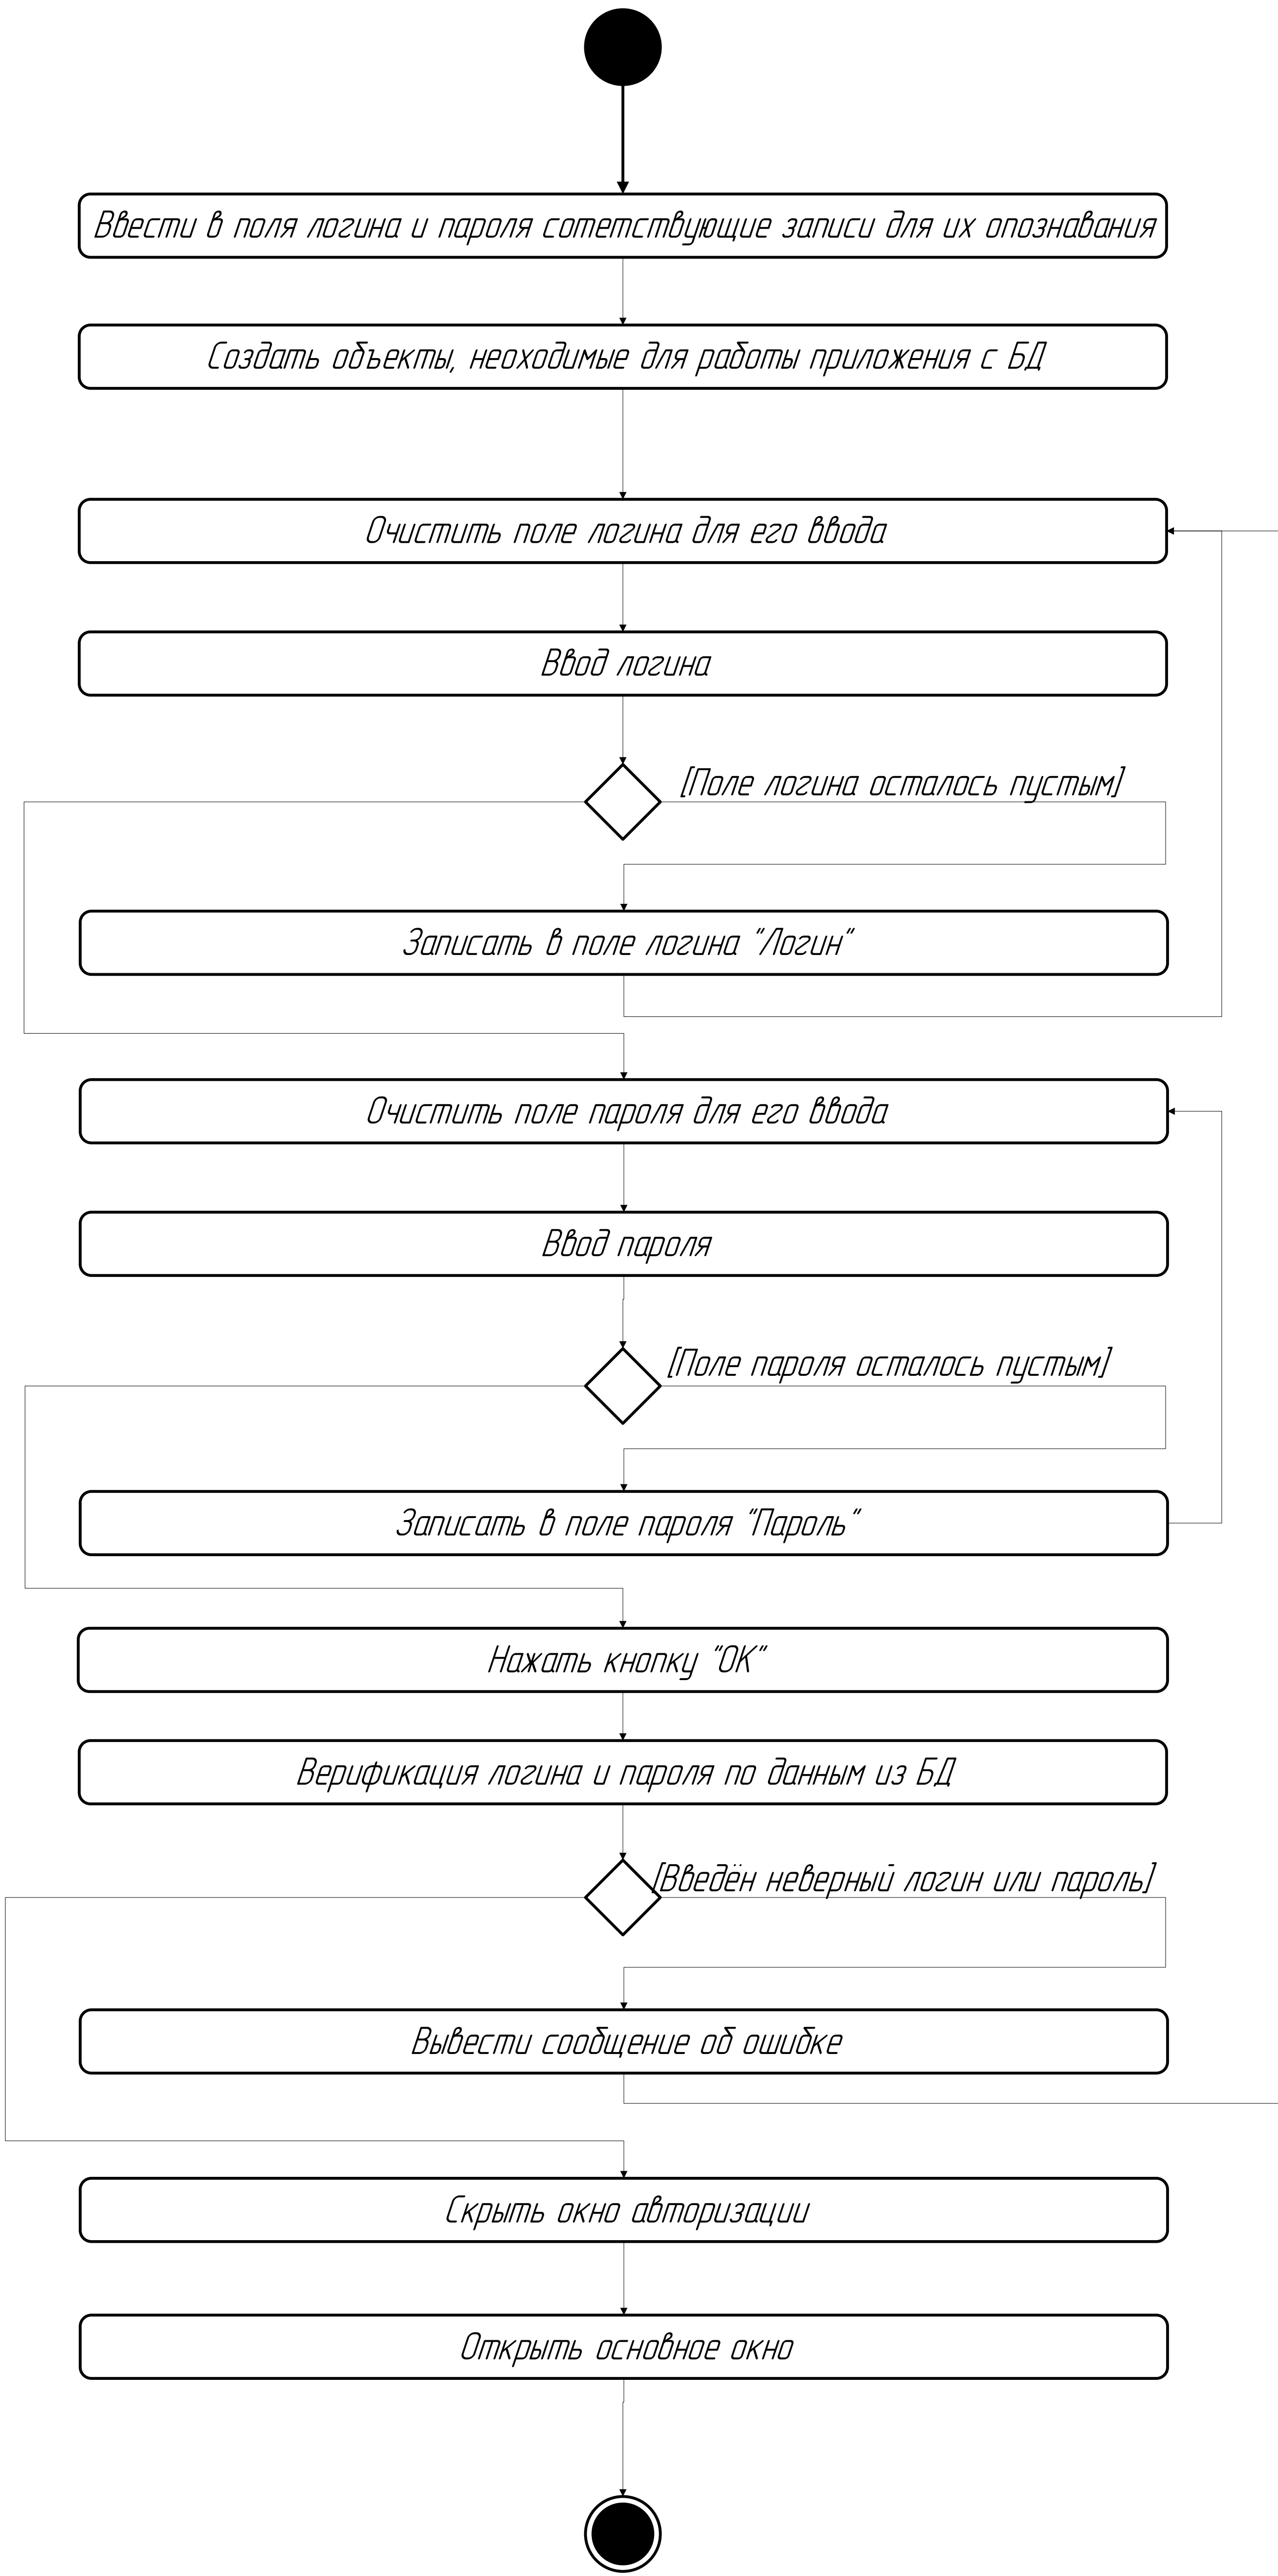 Ввести в поля логина и пароля сотетствующие записи для их опознавания
Создать объекты, неоходимые для работы приложения с БД
Очистить поле логина для его ввода
Ввод логина
[Поле логина осталось пустым]
Записать в поле логина "Логин"
Очистить поле пароля для его ввода
Ввод пароля
[Поле пароля осталось пустым]
Записать в поле пароля "Пароль"
Нажать кнопку "ОК"
Верификация логина и пароля по данным из БД
[Введён неверный логин или пароль]
Вывести сообщение об ошибке
Скрыть окно авторизации
Открыть основное окно